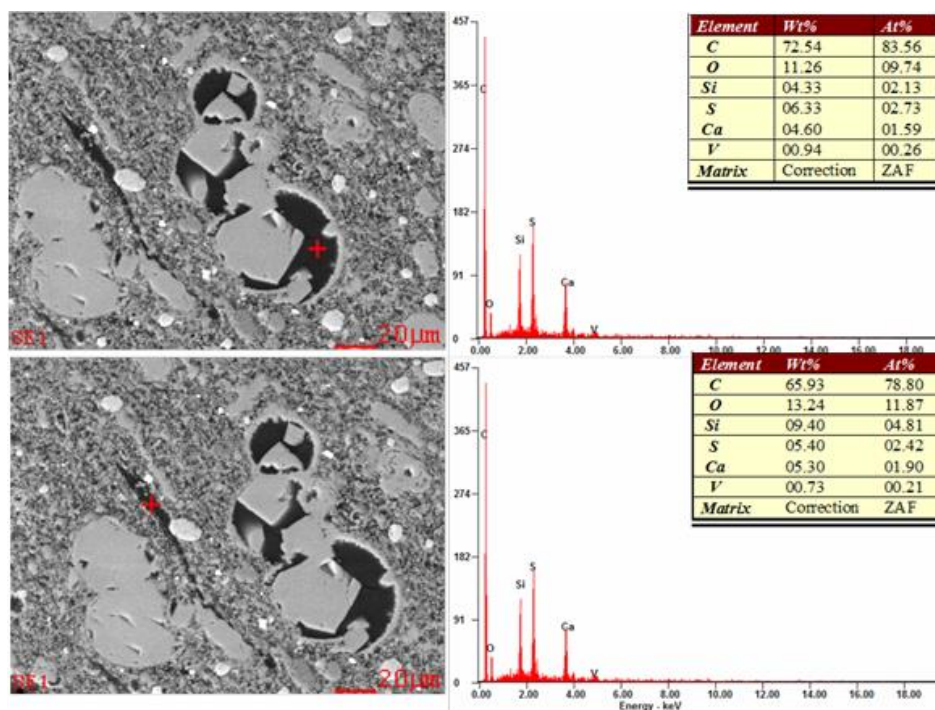 457
365
274
182
91
0
C
O
Si
S
Ca
V
0.00 2.00 4.00 6.00 8.00 10.00 12.00 14.00 16.00 18.00
Element Wt% At%
C 72.54 83.56
O 11.26 09.74
Si 04.33 02.13
S 06.33 02.73
Ca 04.60 01.59
V 00.94 00.26
Matrix Correction ZAF
SE1
20µm
457
365
274
182
91
0
C
O
Si
S
Ca
V
0.00 2.00 4.00 6.00 8.00 10.00 12.00 14.00 16.00 18.00
Energy - keV
Element Wt% At%
C 65.93 78.80
O 13.24 11.87
Si 09.40 04.81
S 05.40 02.42
Ca 05.30 01.90
V 00.73 00.21
Matrix Correction ZAF
SE1
20µm